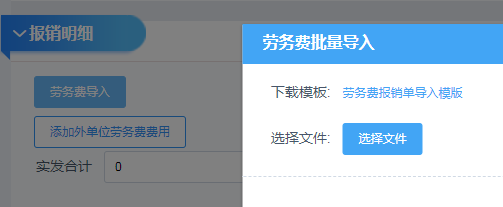 报销明细
劳务费导入
添加外单位劳务费费用
实发合计 0
劳务费批量导入
下载模板: 劳务费报销单导入模版
选择文件: 选择文件